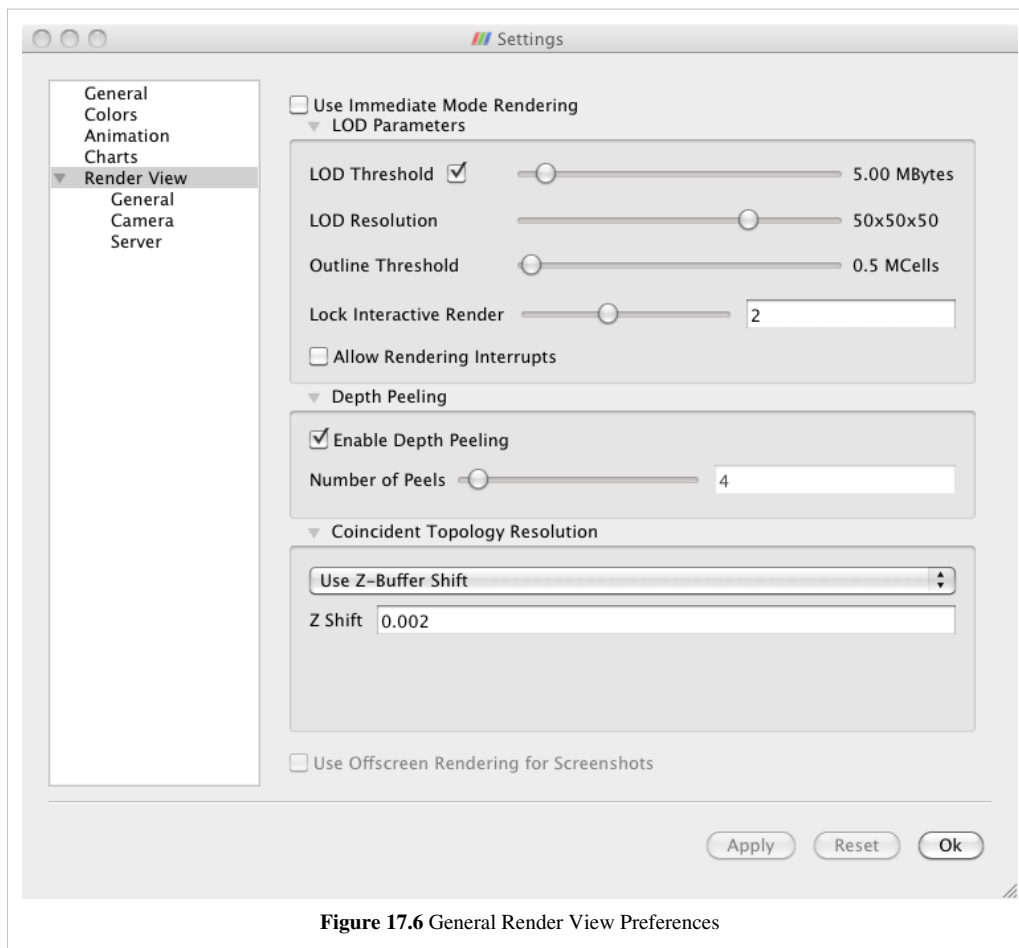 Settings
General
Colors
Animation
Charts
Render View
General
Camera
Server
Use Immediate Mode Rendering
LOD Parameters
LOD Threshold 5.00 MBytes
LOD Resolution 50x50x50
Outline Threshold 0.5 MCells
Lock Interactive Render 2
Allow Rendering Interrupts
Depth Peeling
Enable Depth Peeling
Number of Peels 4
Coincident Topology Resolution
Use Z-Buffer Shift
Z Shift 0.002
Use Offscreen Rendering for Screenshots
Apply Reset Ok
Figure 17.6 General Render View Preferences